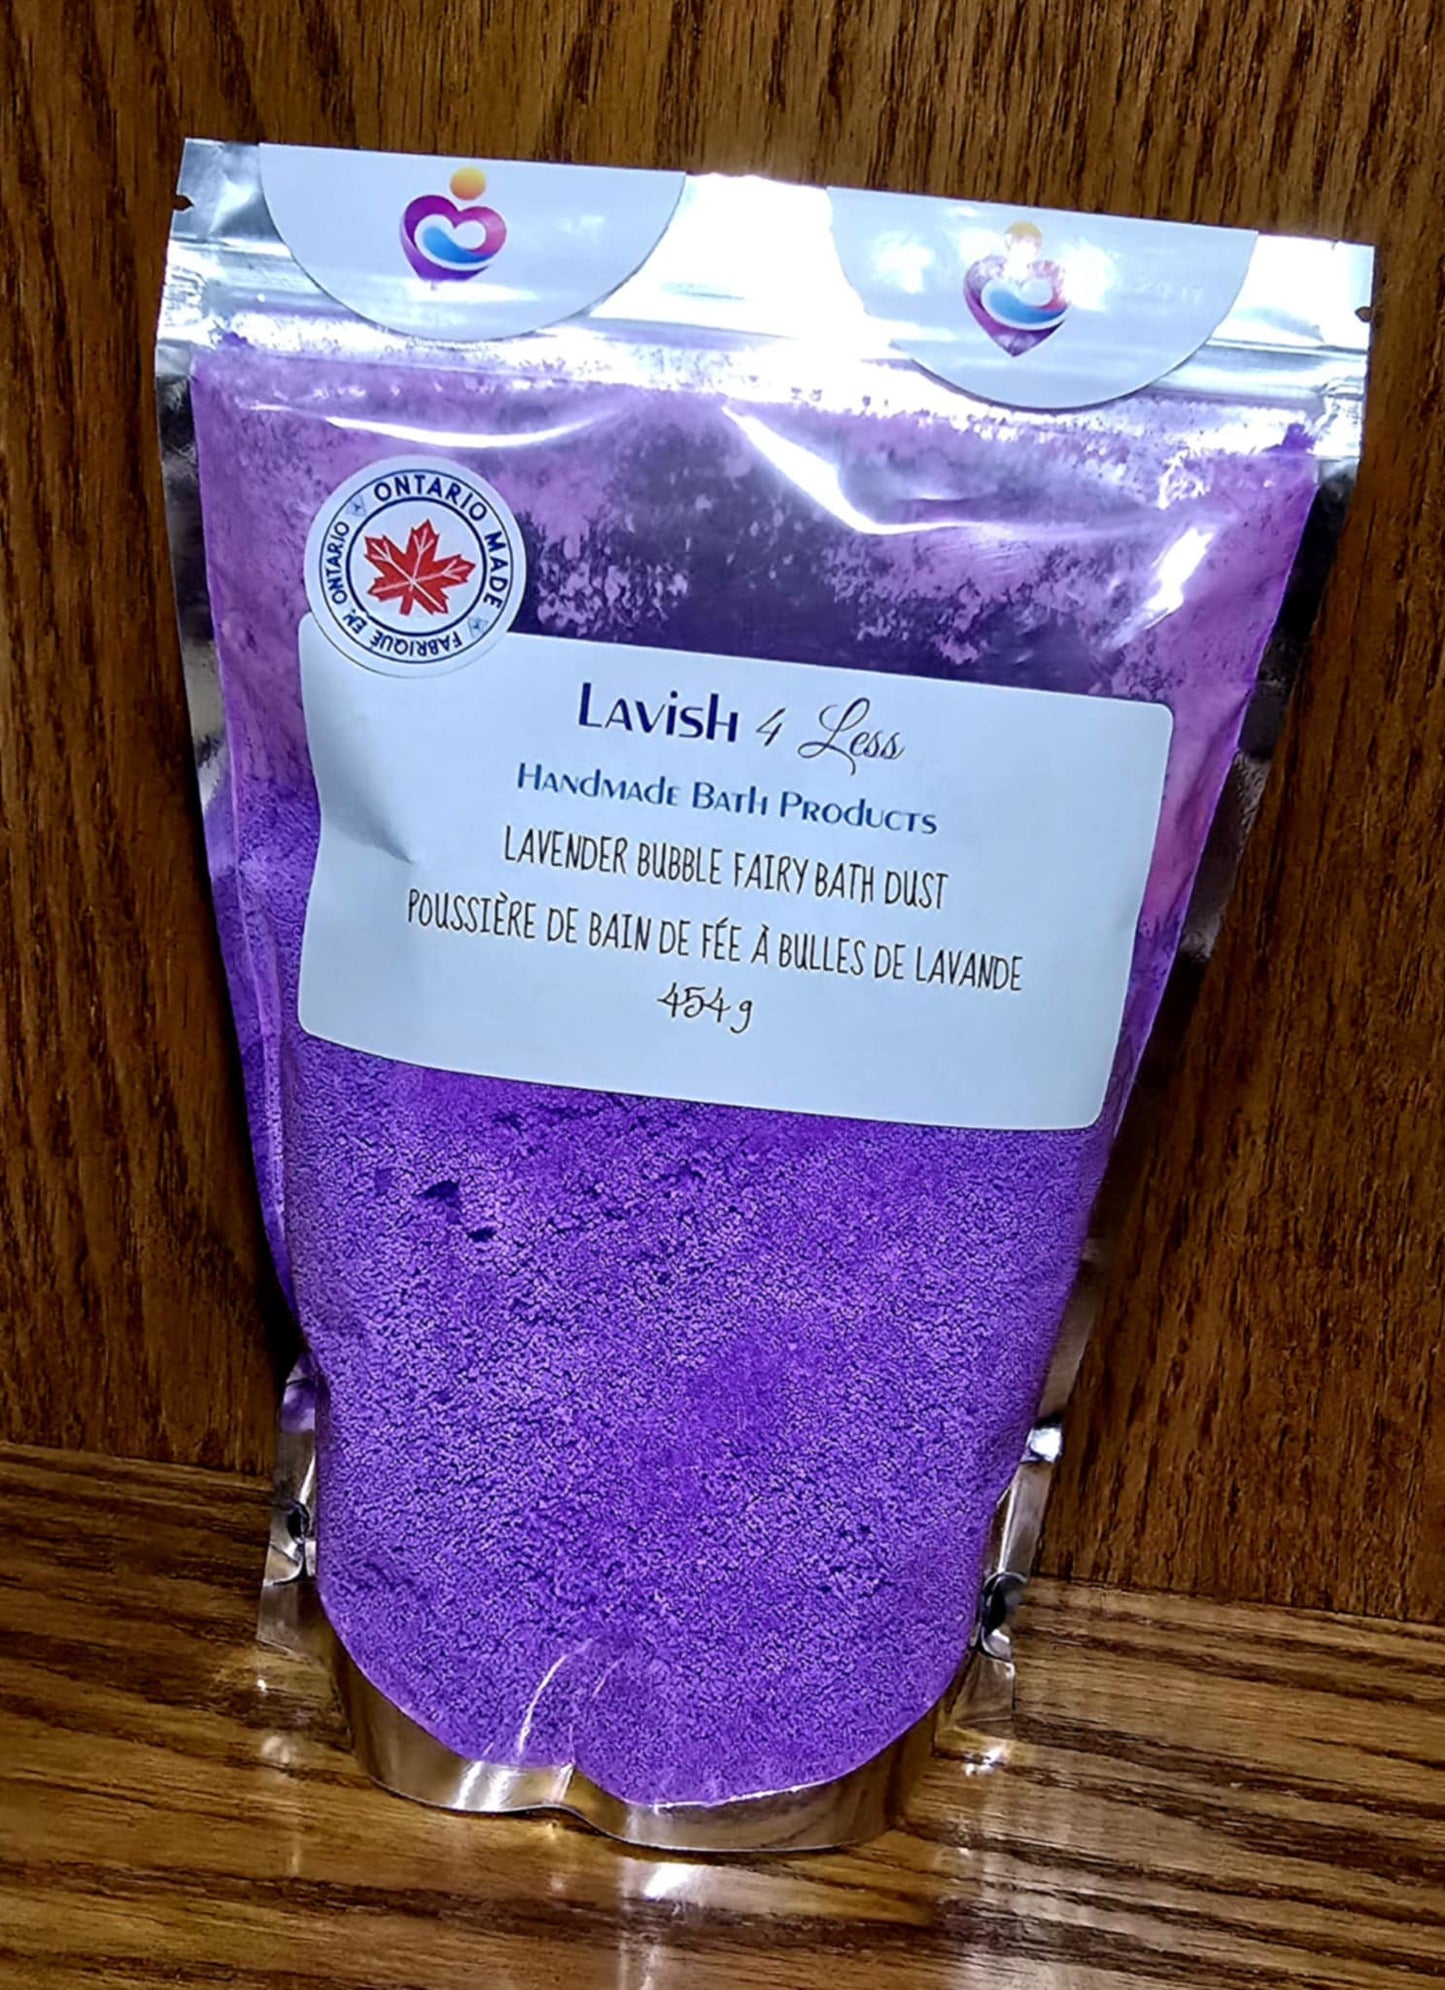 ONTARIO MADE
FABRIQUÉ EN ONTARIO
Lavish 4 Less
Handmade Bath Products
LAVENDER BUBBLE FAIRY BATH DUST
POUSSIÈRE DE BAIN DE FÉE À BULLES DE LAVANDE
454 g